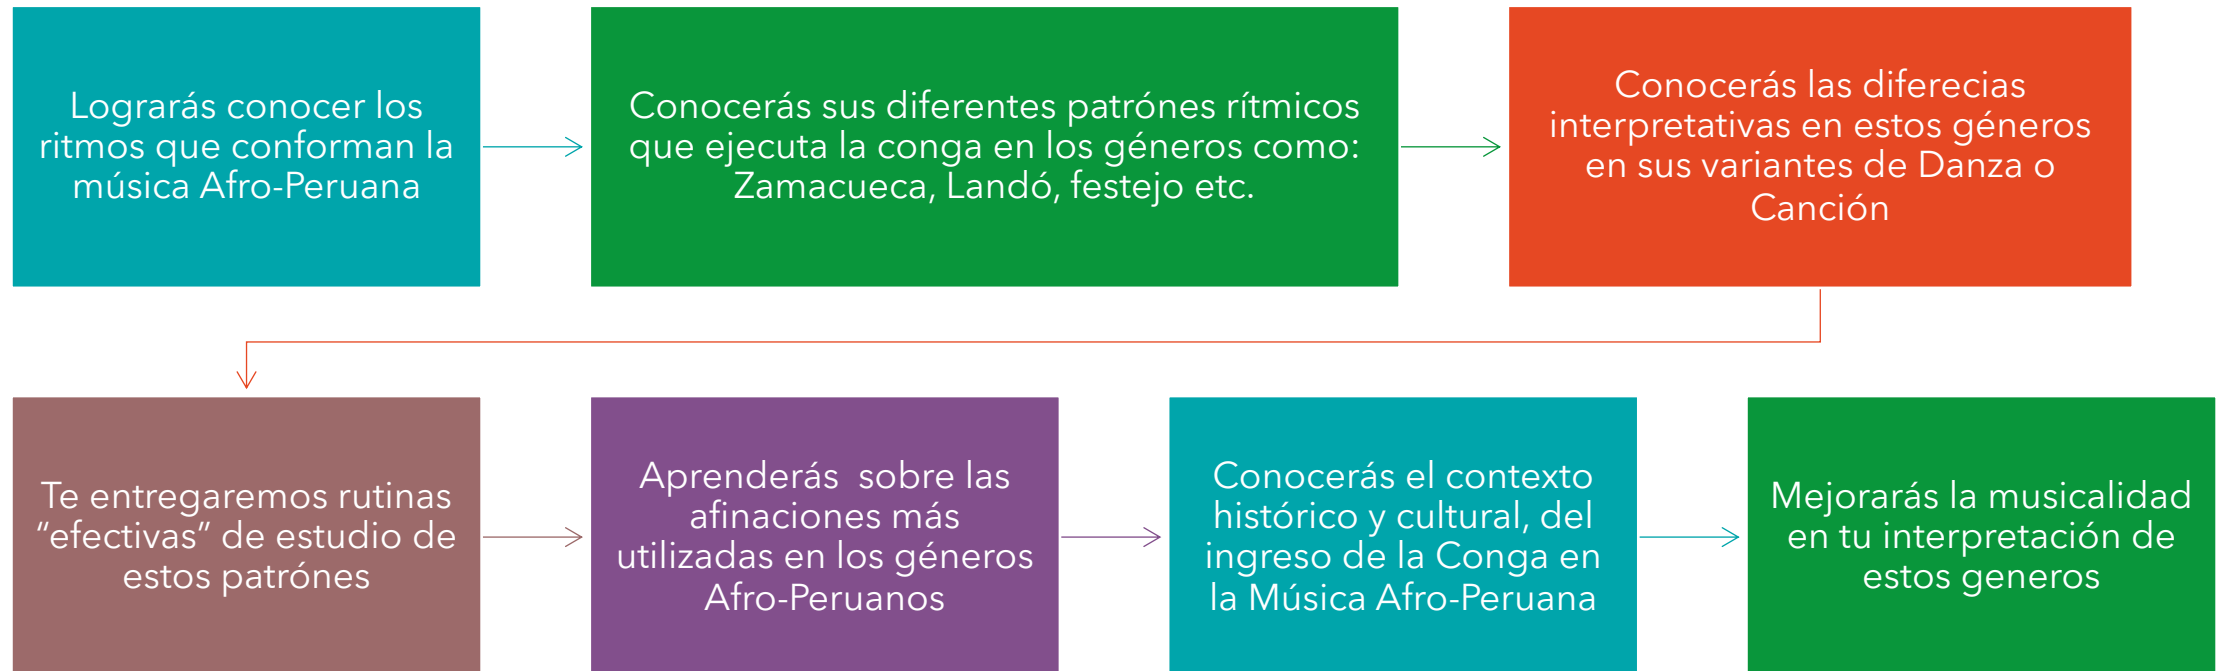 Lograrás conocer los
ritmos que conforman la
música Afro-Peruana
Conocerás sus diferentes patrónes rítmicos
que ejecuta la conga en los géneros como:
Zamacueca, Landó, festejo etc.
Conocerás las diferecias
interpretativas en estos géneros
en sus variantes de Danza o
Canción
Te entregaremos rutinas
“efectivas” de estudio de
estos patrónes
Aprenderás  sobre las
afinaciones más
utilizadas en los géneros
Afro-Peruanos
Conocerás el contexto
histórico y cultural, del
ingreso de la Conga en
la Música Afro-Peruana
Mejorarás la musicalidad
en tu interpretación de
estos generos